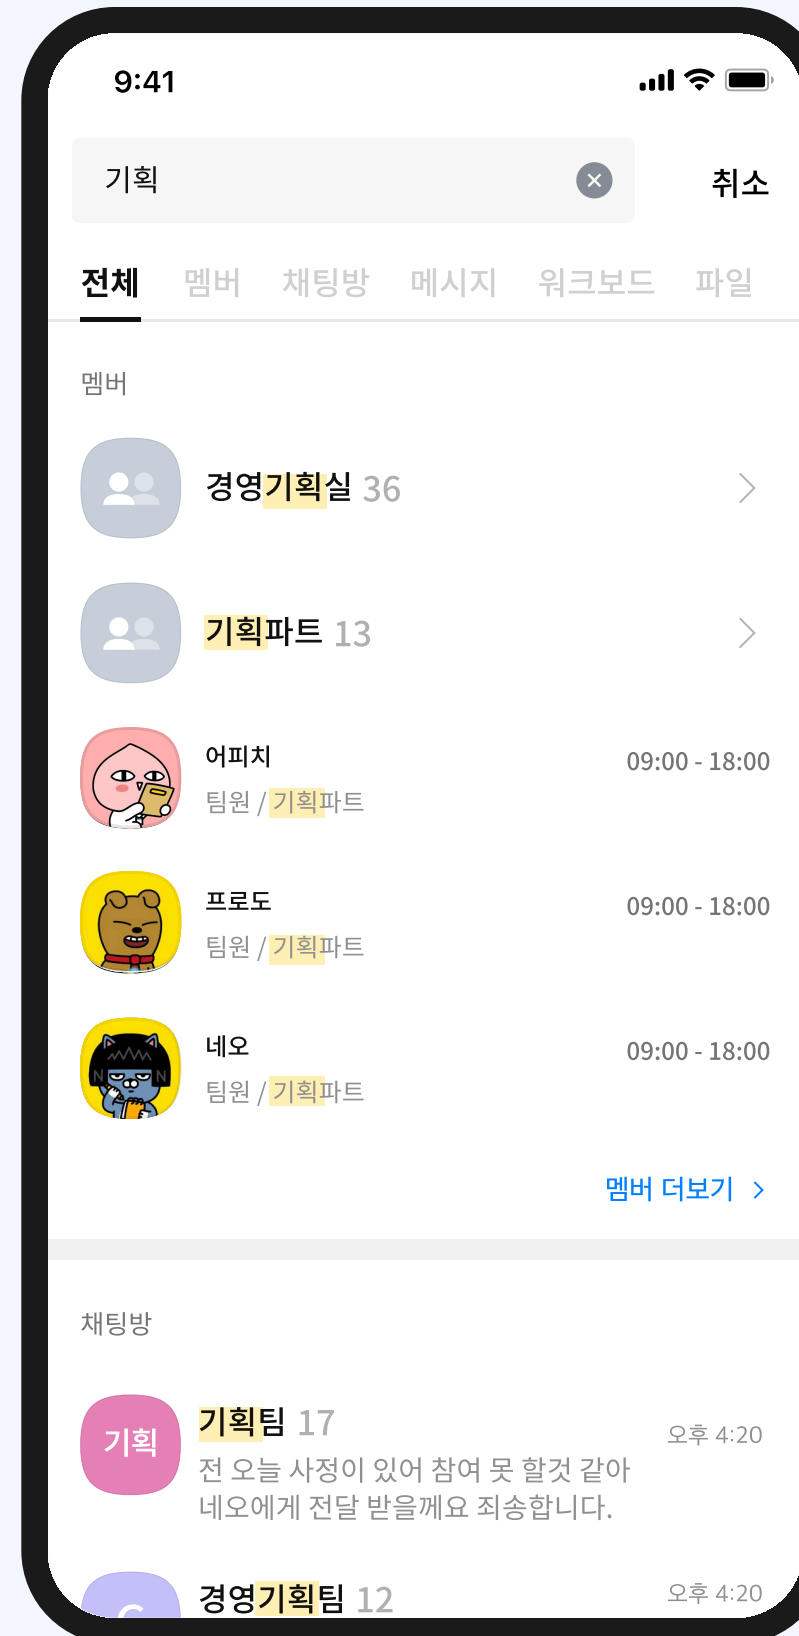 9:41
기획
취소
전체 멤버 채팅방 메시지 워크보드 파일
멤버
경영기획실 36
기획파트 13
어피치
09:00 - 18:00
팀원 / 기획파트
프로도
09:00 - 18:00
팀원 / 기획파트
네오
09:00 - 18:00
팀원 / 기획파트
멤버 더보기
채팅방
기획
기획팀 17
오후 4:20
전 오늘 사정이 있어 참여 못 할것 같아
네오에게 전달 받을께요 죄송합니다.
경영기획팀 12
오후 4:20